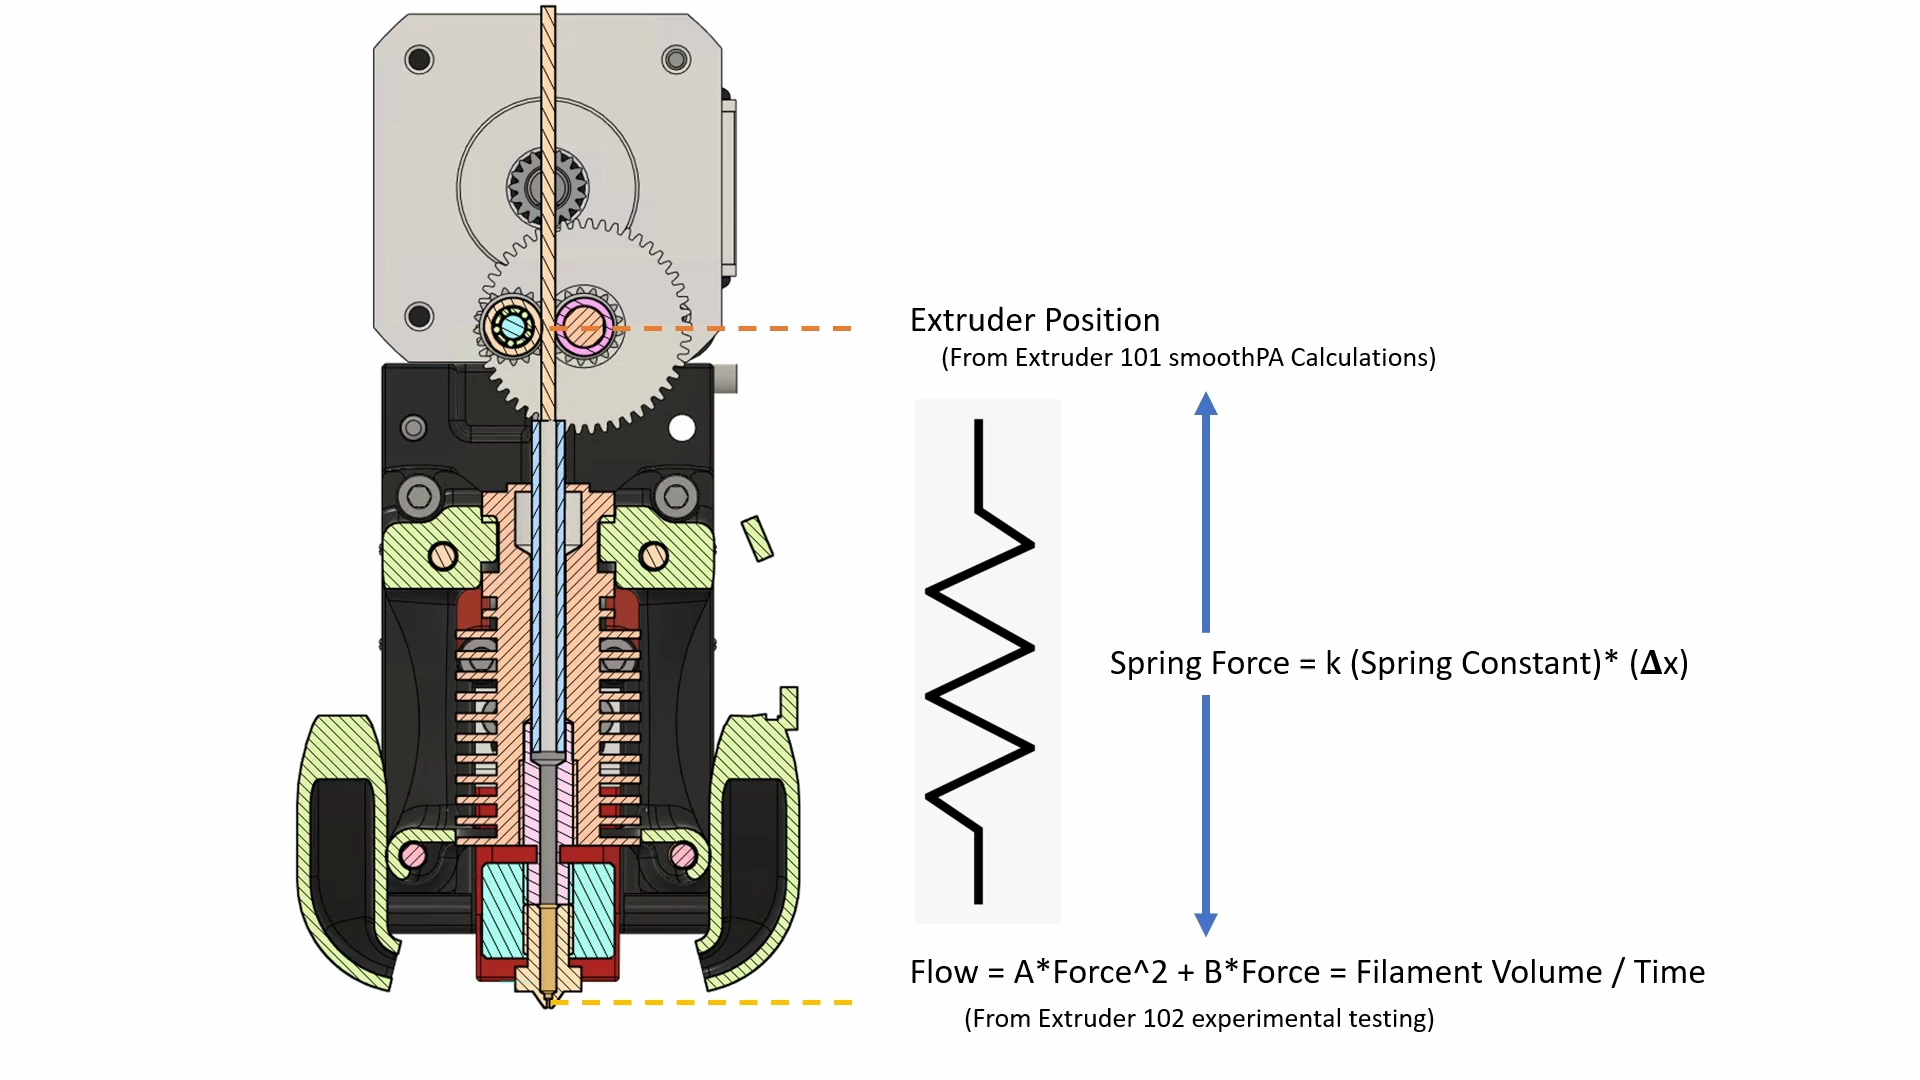 Extruder Position
(From Extruder 101 smoothPA Calculations)
Spring Force = k (Spring Constant)* (Δx)
Flow = A*Force^2 + B*Force = Filament Volume / Time
(From Extruder 102 experimental testing)